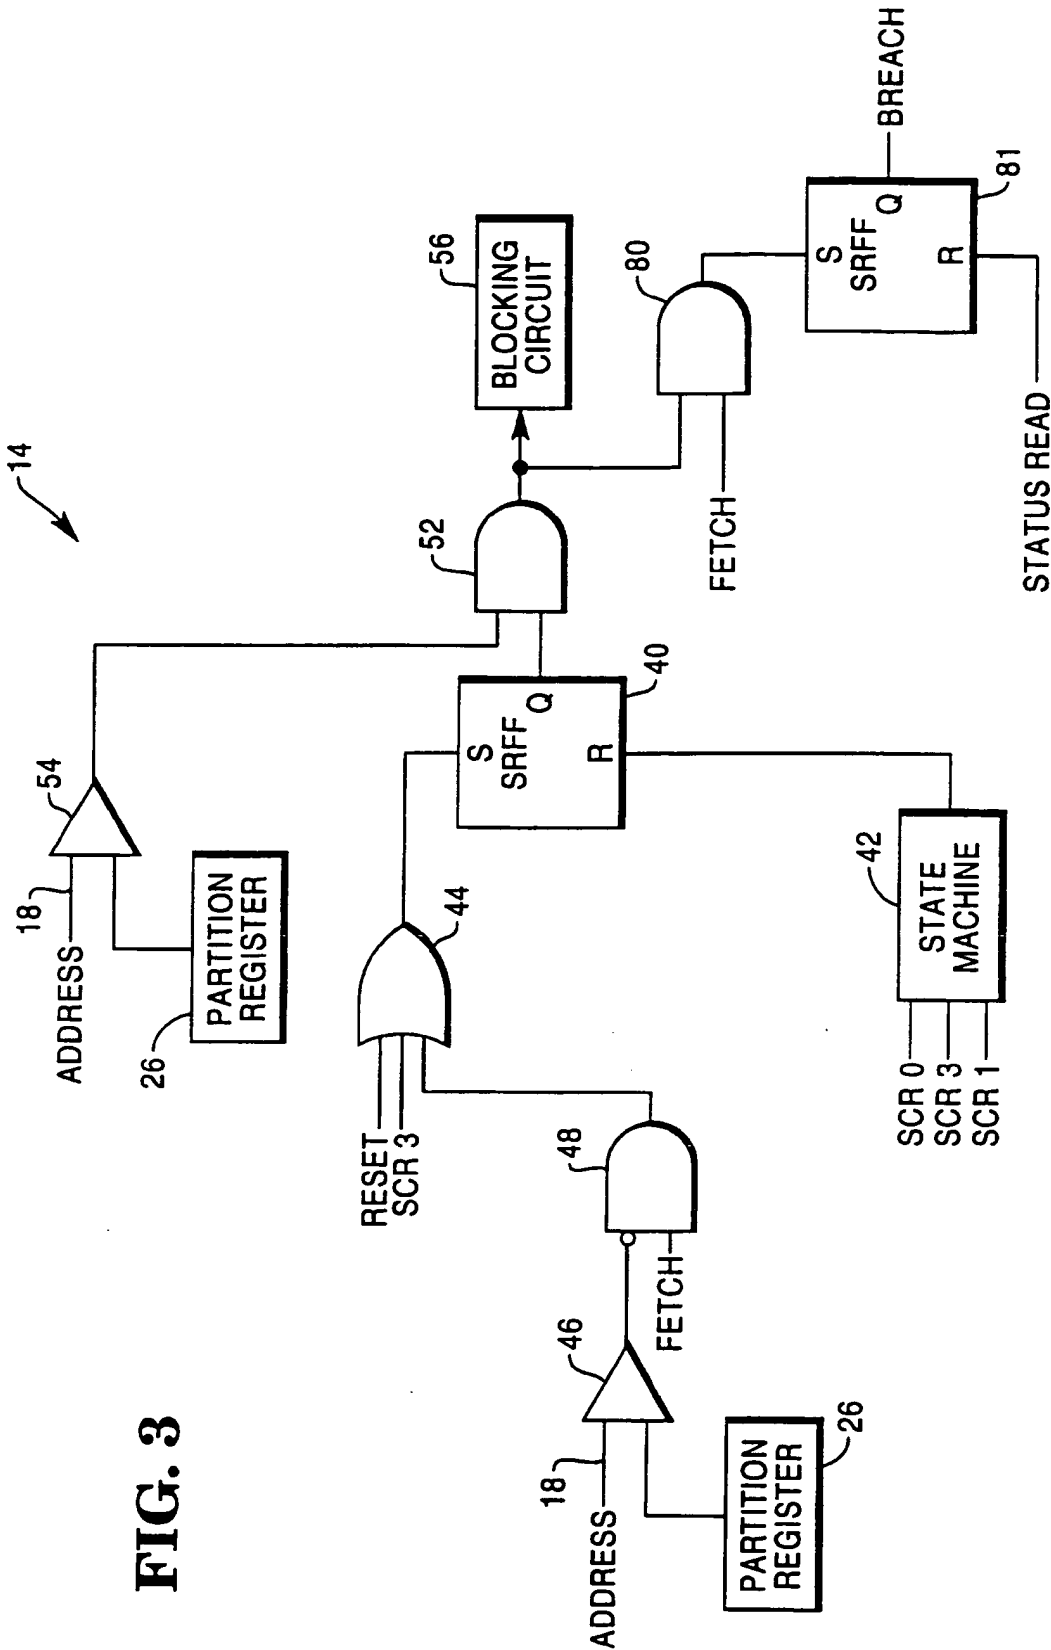 FIG. 3
14
ADDRESS
18
54
26
PARTITION
REGISTER
52
56
BLOCKING
CIRCUIT
RESET
SCR 3
44
S
SRFF
Q
R
40
FETCH
80
ADDRESS
18
46
FETCH
48
PARTITION
REGISTER
26
SCR 0
SCR 3
SCR 1
42
STATE
MACHINE
S
SRFF
Q
R
BREACH
81
STATUS READ